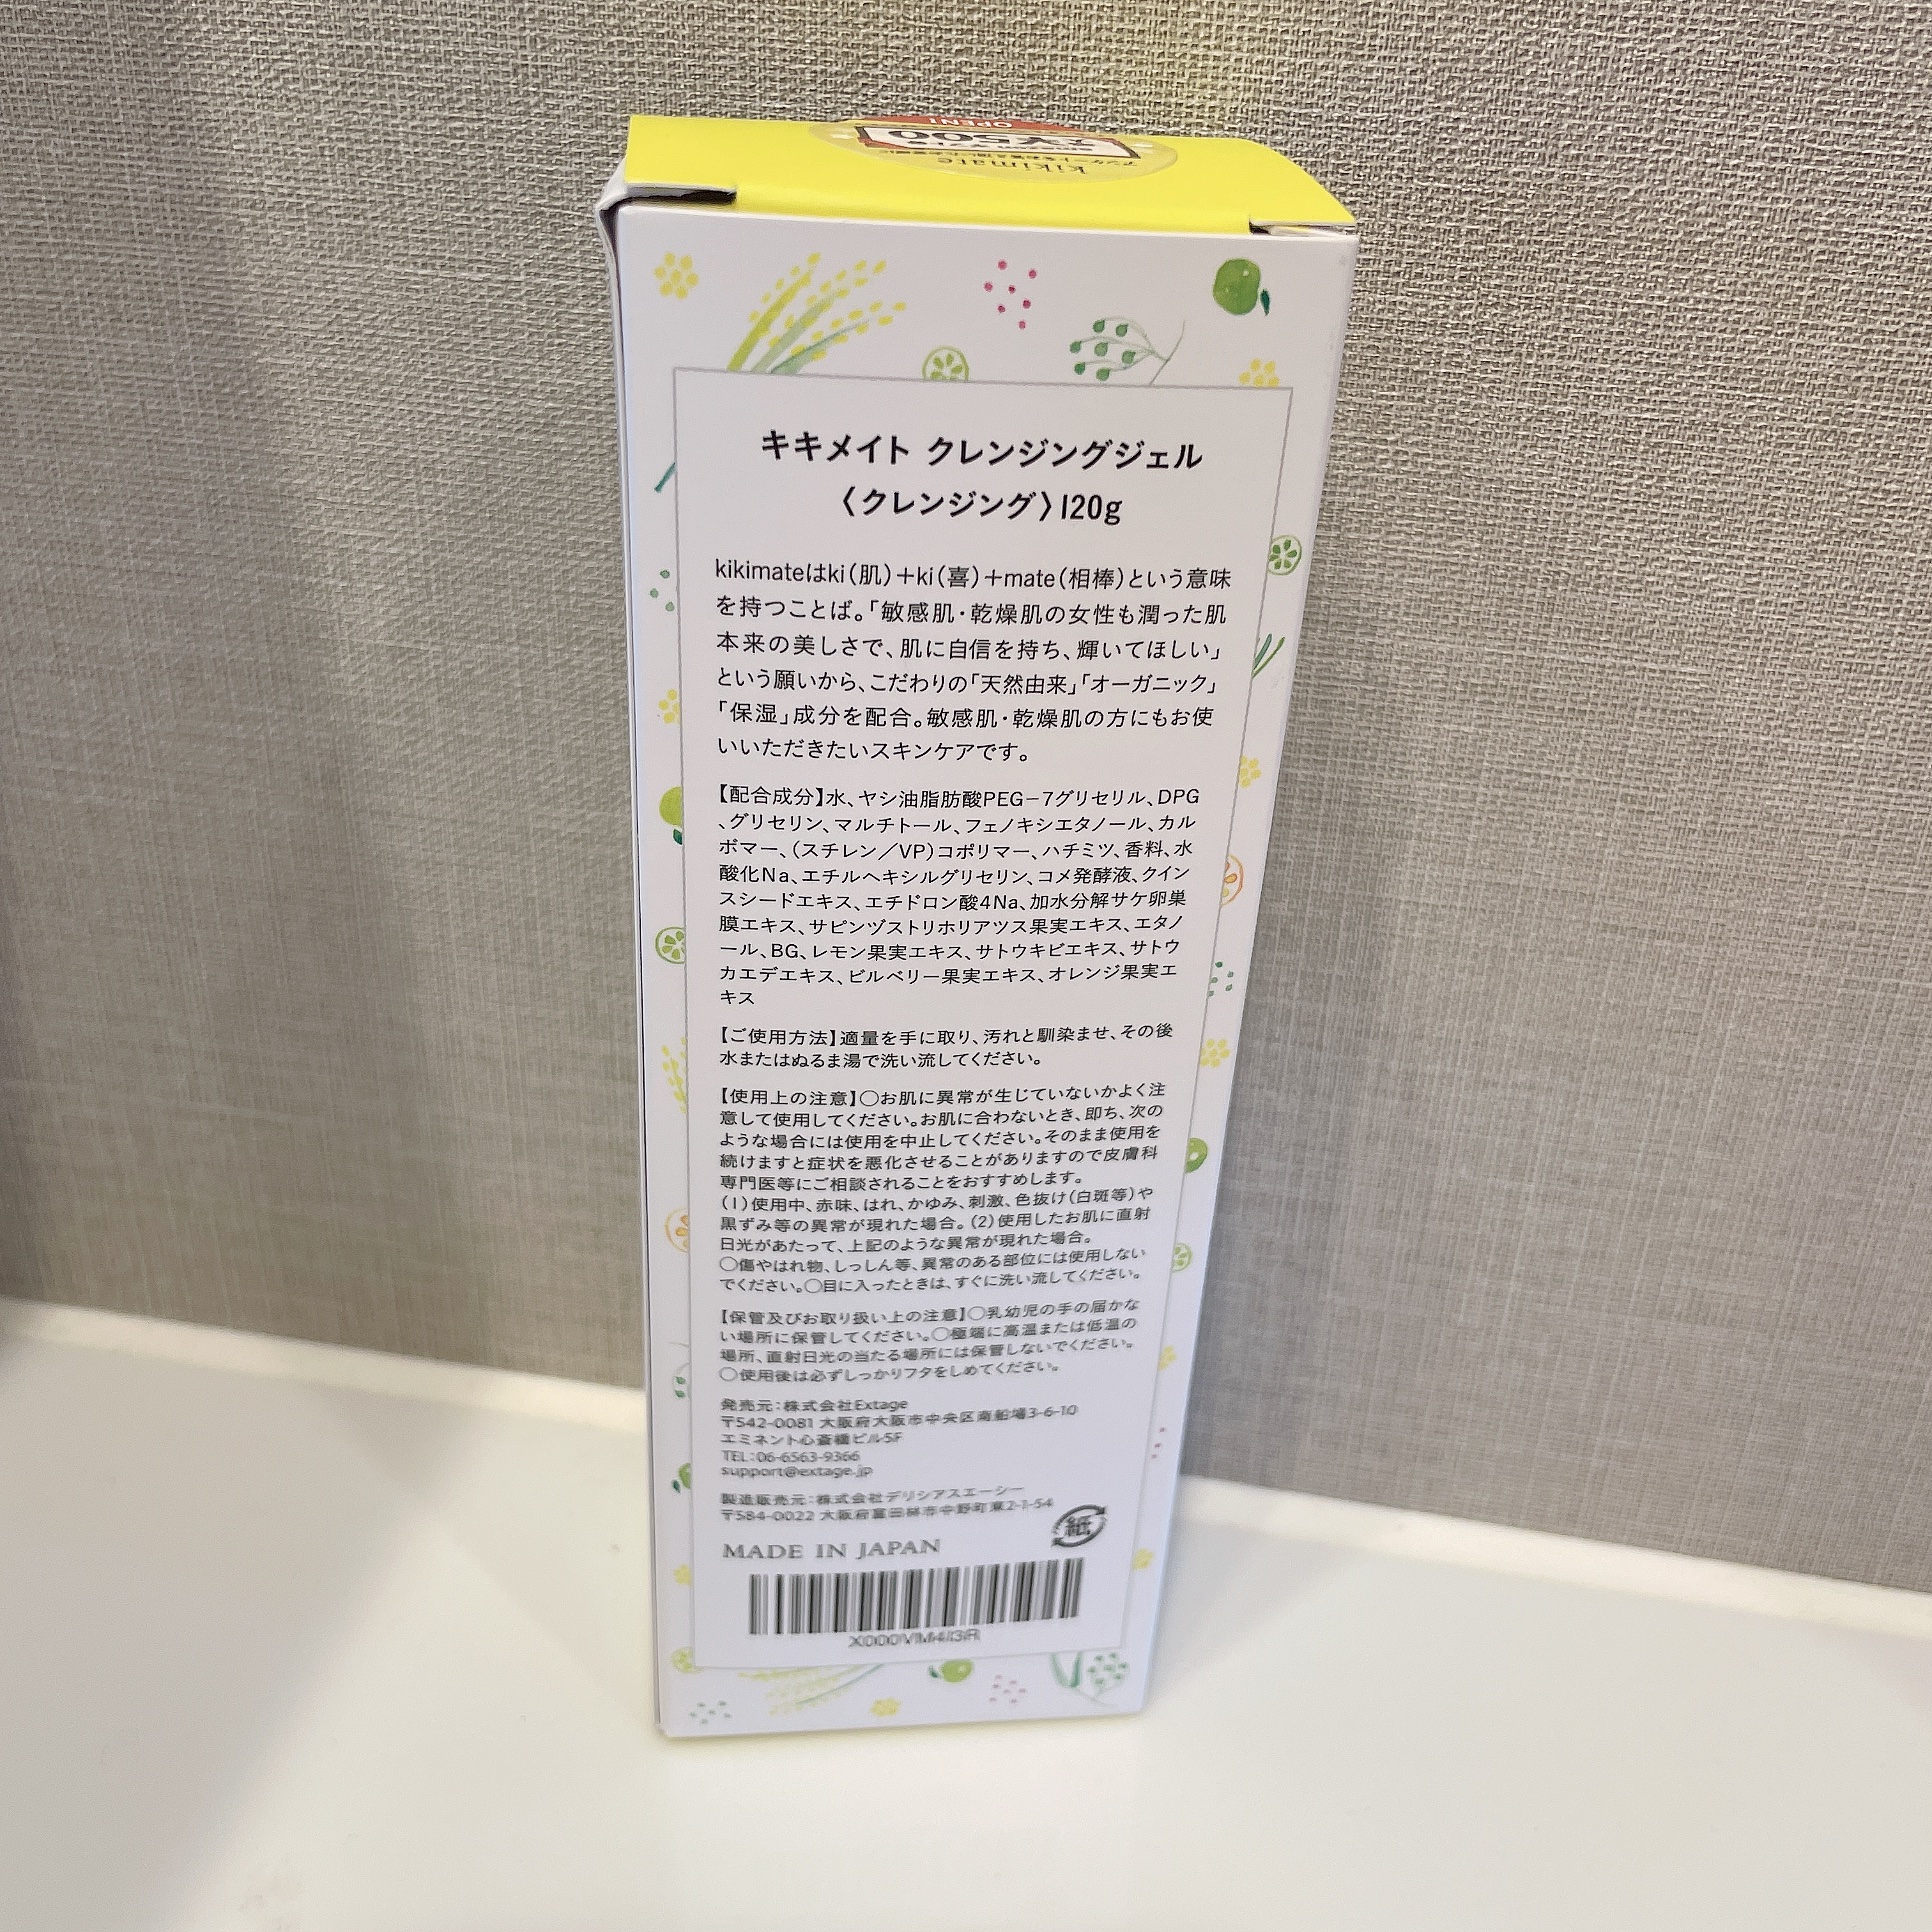 OPEN!
¥500
kikimate
キキメイト クレンジングジェル
〈クレンジング〉120g
kikimateはki(肌)+ki(喜)+mate(相棒)という意味
を持つことば。「敏感肌・乾燥肌の女性も潤った肌
本来の美しさで、肌に自信を持ち、輝いてほしい」
という願いから、こだわりの「天然由来」「オーガニック」
「保湿」成分を配合。敏感肌・乾燥肌の方にもお使
いいただきたいスキンケアです。
【配合成分】水、ヤシ油脂肪酸PEG-7グリセリル、DPG
、グリセリン、マルチトール、フェノキシエタノール、カル
ボマー、(スチレン/VP)コポリマー、ハチミツ、香料、水
酸化Na、エチルヘキシルグリセリン、コメ発酵液、クイン
スシードエキス、エチドロン酸4Na、加水分解サケ卵巣
膜エキス、サピンヅストリホリアツス果実エキス、エタノ
ール、BG、レモン果実エキス、サトウキビエキス、サトウ
カエデエキス、ビルベリー果実エキス、オレンジ果実エ
キス
【ご使用方法】適量を手に取り、汚れと馴染ませ、その後
水またはぬるま湯で洗い流してください。
【使用上の注意】○お肌に異常が生じていないかよく注
意して使用してください。お肌に合わないとき、即ち、次の
ような場合には使用を中止してください。そのまま使用を
続けますと症状を悪化させることがありますので皮膚科
専門医等にご相談されることをおすすめします。
(1)使用中、赤味、はれ、かゆみ、刺激、色抜け(白斑等)や
黒ずみ等の異常が現れた場合。(2)使用したお肌に直射
日光があたって、上記のような異常が現れた場合。
○傷やはれ物、しっしん等、異常のある部位には使用しない
でください。○目に入ったときは、すぐに洗い流してください。
【保管及びお取り扱い上の注意】○乳幼児の手の届かな
い場所に保管してください。○極端に高温または低温の
場所、直射日光の当たる場所には保管しないでください。
○使用後は必ずしっかりフタをしめてください。
発売元:株式会社Extage
〒542-0081 大阪府大阪市中央区南船場3-6-10
エミネント心斎橋ビル5F
TEL:06-6563-9366
support@extage.jp
製造販売元:株式会社デリシアスエーシー
〒584-0022 大阪府富田林市中野町東2-1-54
紙
MADE IN JAPAN